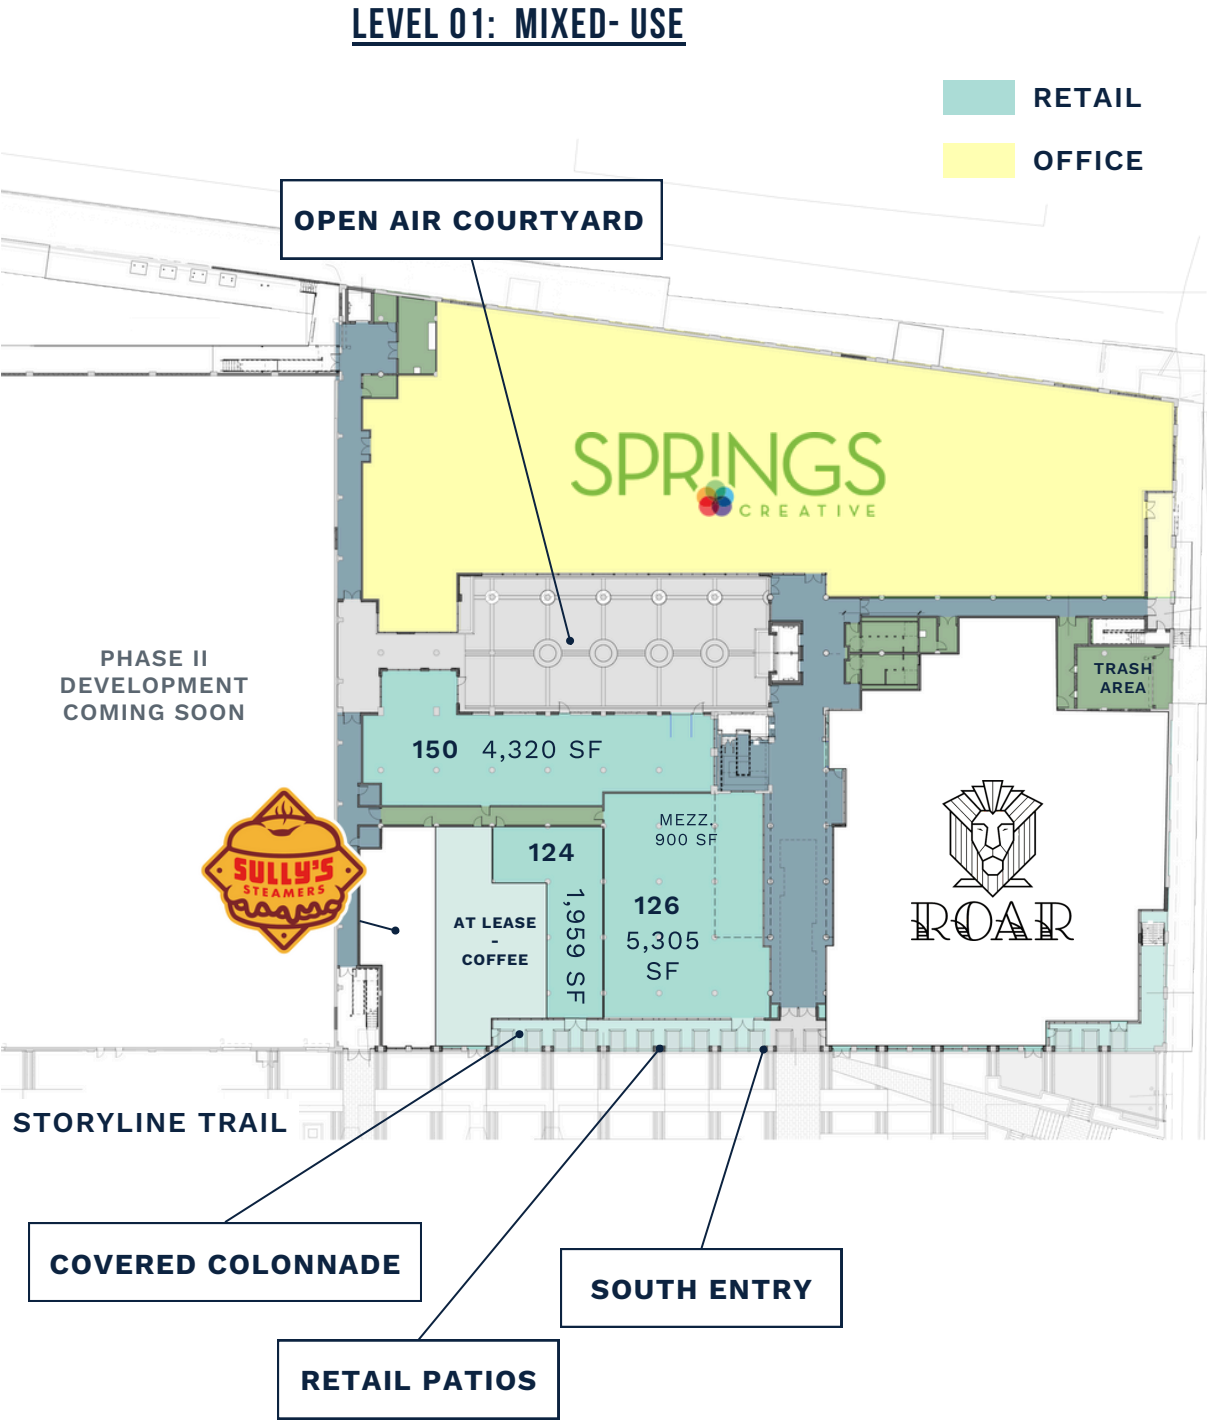 LEVEL 01: MIXED- USE
RETAIL
OFFICE
OPEN AIR COURTYARD
SPRINGS
CREATIVE
PHASE II
DEVELOPMENT
COMING SOON
TRASH
AREA
150 4,320 SF
MEZZ.
900 SF
SULLY'S
STEAMERS
124
1,959 SF
126
5,305
SF
AT LEASE
-
COFFEE
ROAR
STORYLINE TRAIL
COVERED COLONNADE
SOUTH ENTRY
RETAIL PATIOS